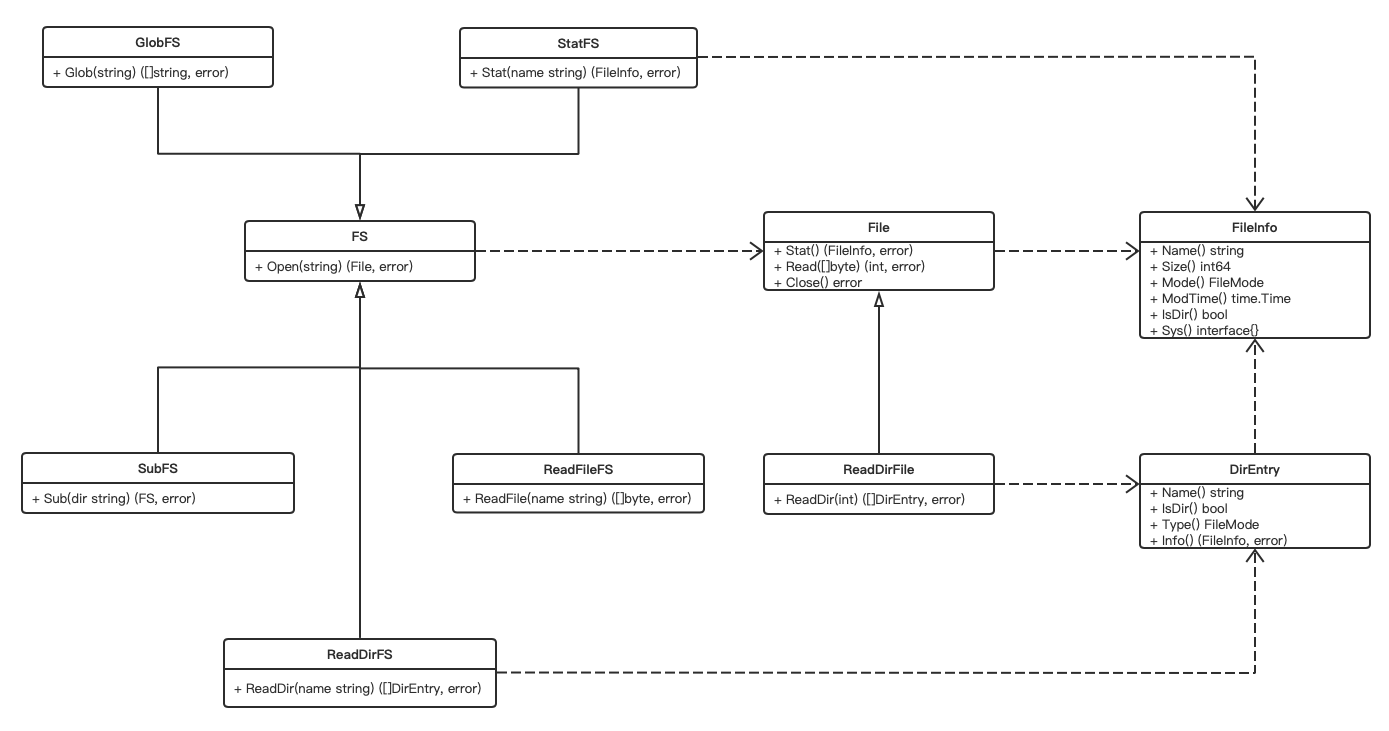 GlobFS
+ Glob(string) ([]string, error)
StatFS
+ Stat(name string) (FileInfo, error)
FS
+ Open(string) (File, error)
File
+ Stat() (FileInfo, error)
+ Read([]byte) (int, error)
+ Close() error
FileInfo
+ Name() string
+ Size() int64
+ Mode() FileMode
+ ModTime() time.Time
+ IsDir() bool
+ Sys() interface{}
SubFS
+ Sub(dir string) (FS, error)
ReadFileFS
+ ReadFile(name string) ([]byte, error)
ReadDirFile
+ ReadDir(int) ([]DirEntry, error)
DirEntry
+ Name() string
+ IsDir() bool
+ Type() FileMode
+ Info() (FileInfo, error)
ReadDirFS
+ ReadDir(name string) ([]DirEntry, error)